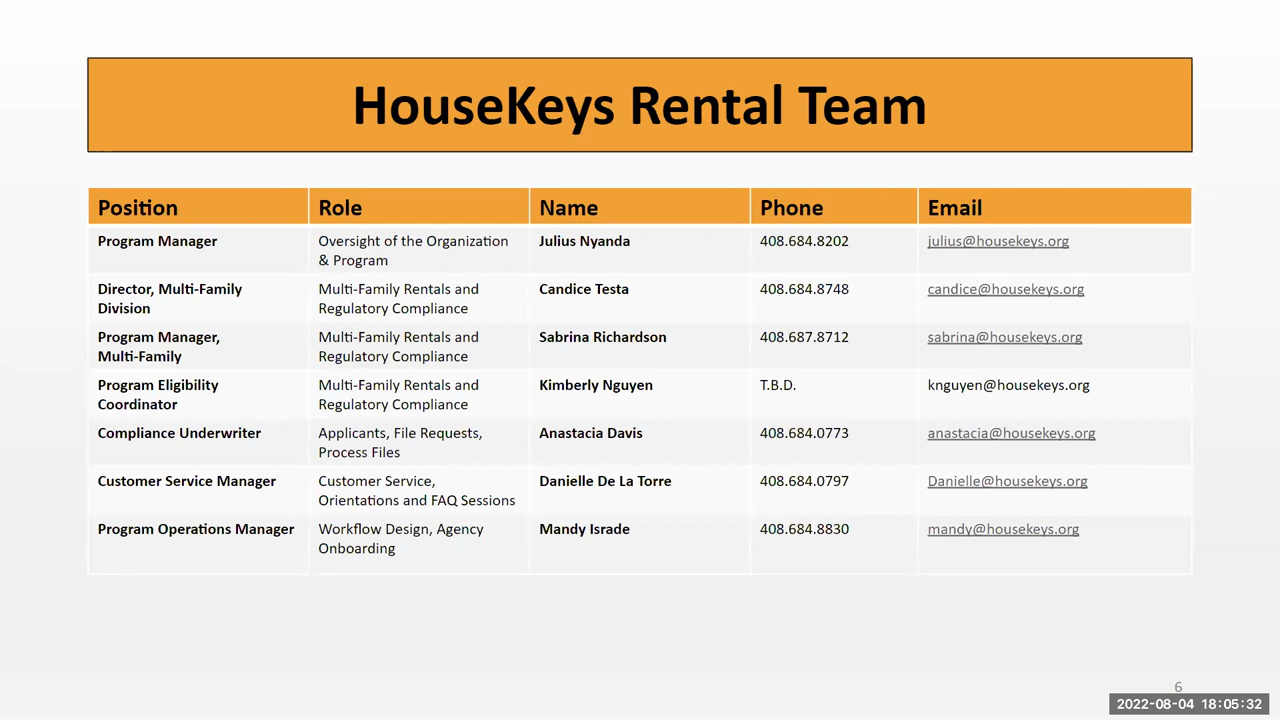 HouseKeys Rental Team
Position Role Name Phone Email
Program Manager Oversight of the Organization & Program Julius Nyanda 408.684.8202 julius@housekeys.org
Director, Multi-Family Division Multi-Family Rentals and Regulatory Compliance Candice Testa 408.684.8748 candice@housekeys.org
Program Manager, Multi-Family Multi-Family Rentals and Regulatory Compliance Sabrina Richardson 408.687.8712 sabrina@housekeys.org
Program Eligibility Coordinator Multi-Family Rentals and Regulatory Compliance Kimberly Nguyen T.B.D. knguyen@housekeys.org
Compliance Underwriter Applicants, File Requests, Process Files Anastacia Davis 408.684.0773 anastacia@housekeys.org
Customer Service Manager Customer Service, Orientations and FAQ Sessions Danielle De La Torre 408.684.0797 Danielle@housekeys.org
Program Operations Manager Workflow Design, Agency Onboarding Mandy Israde 408.684.8830 mandy@housekeys.org
6
2022-08-04 18:05:32